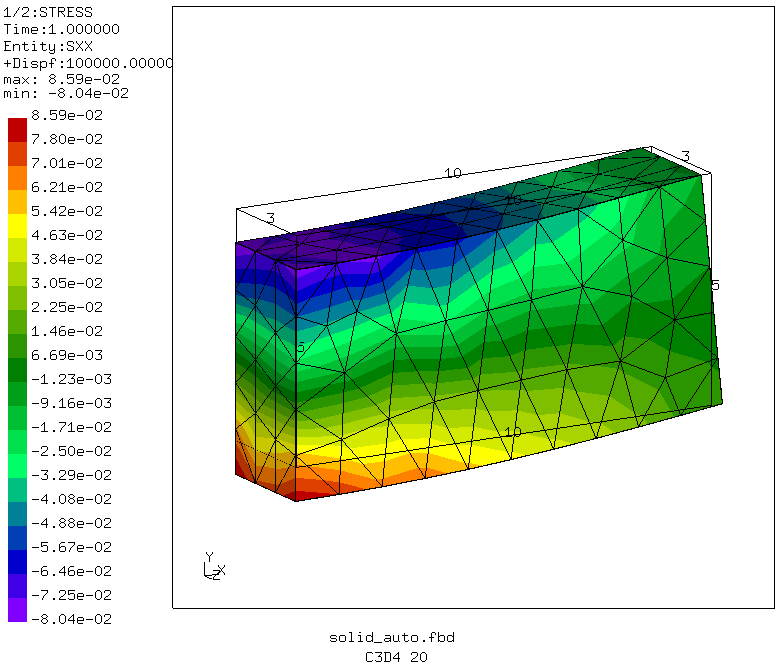 1/2:STRESS
Time:1.000000
Entity:SXX
+Dispf:100000.00000
max: 8.59e-02
min: -8.04e-02
8.59e-02
7.80e-02
7.01e-02
6.21e-02
5.42e-02
4.63e-02
3.84e-02
3.05e-02
2.25e-02
1.46e-02
6.69e-03
-1.23e-03
-9.16e-03
-1.71e-02
-2.50e-02
-3.29e-02
-4.08e-02
-4.88e-02
-5.67e-02
-6.46e-02
-7.25e-02
-8.04e-02
10
3
3
10
5
5
10
Y
X
Z
solid_auto.fbd
C3D4 20